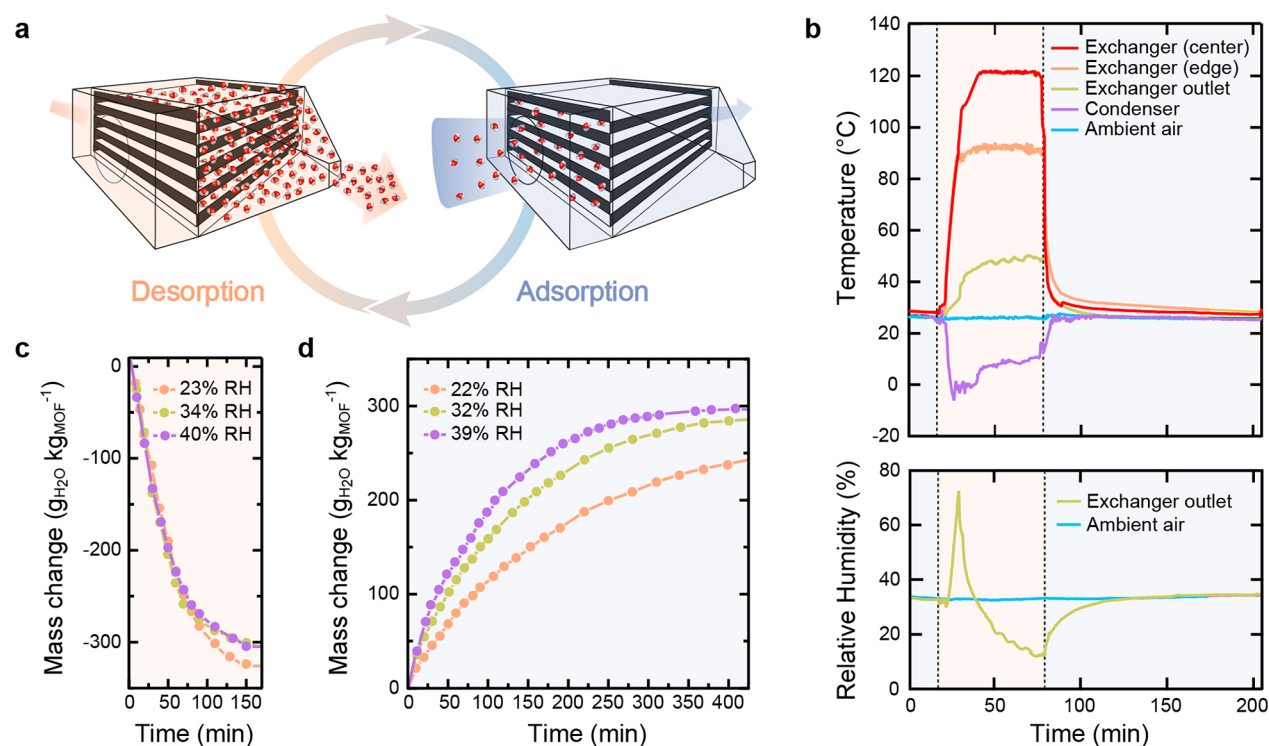 a
Desorption
Adsorption
b
Temperature (°C)
140
120
100
80
60
40
20
0
-20
Exchanger (center)
Exchanger (edge)
Exchanger outlet
Condenser
Ambient air
Relative Humidity (%)
80
60
40
20
0
Exchanger outlet
Ambient air
0 50 100 150 200
Time (min)
c
Mass change (gH2O kgMOF-1)
0
-100
-200
-300
23% RH
34% RH
40% RH
0 50 100 150
Time (min)
d
Mass change (gH2O kgMOF-1)
300
200
100
0
22% RH
32% RH
39% RH
0 50 100 150 200 250 300 350 400
Time (min)